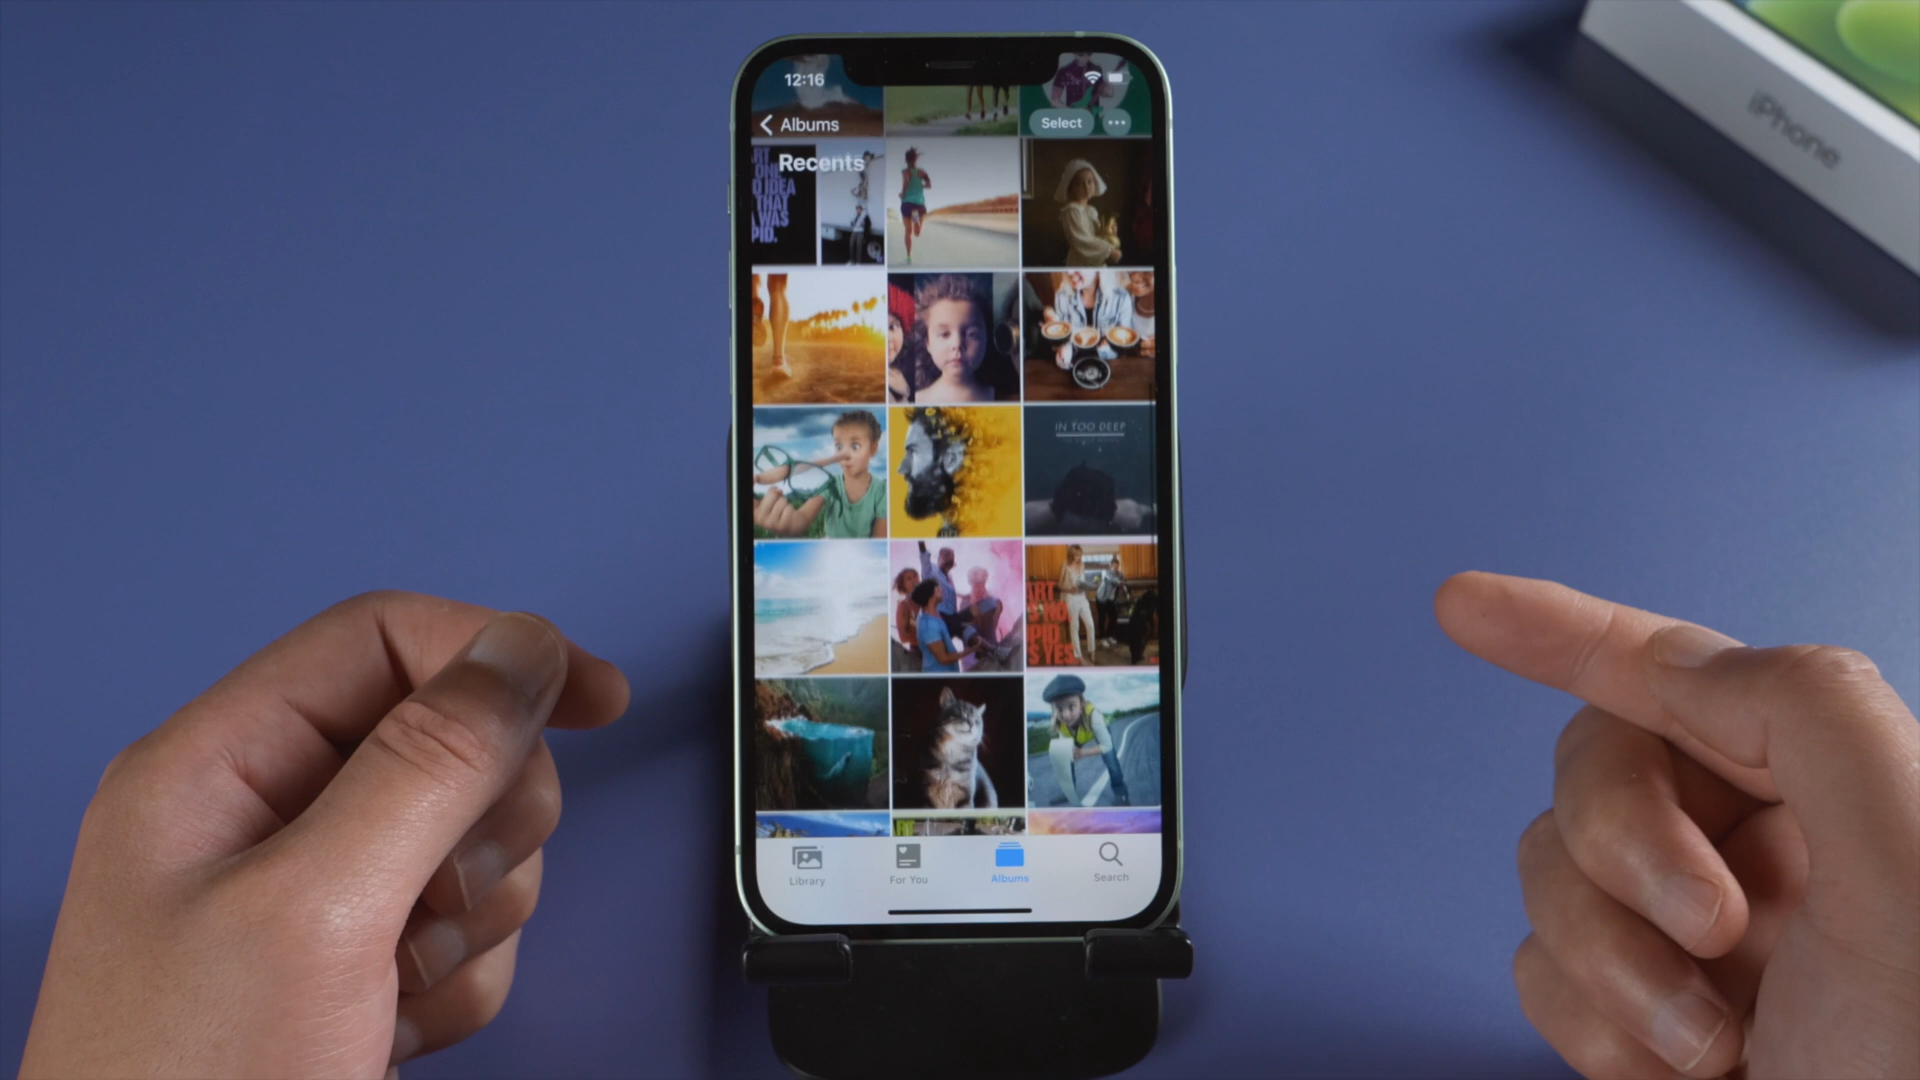 12:16
Albums
Select
Recents
IN TOO DEEP
Library
For You
Albums
Search
iPhone